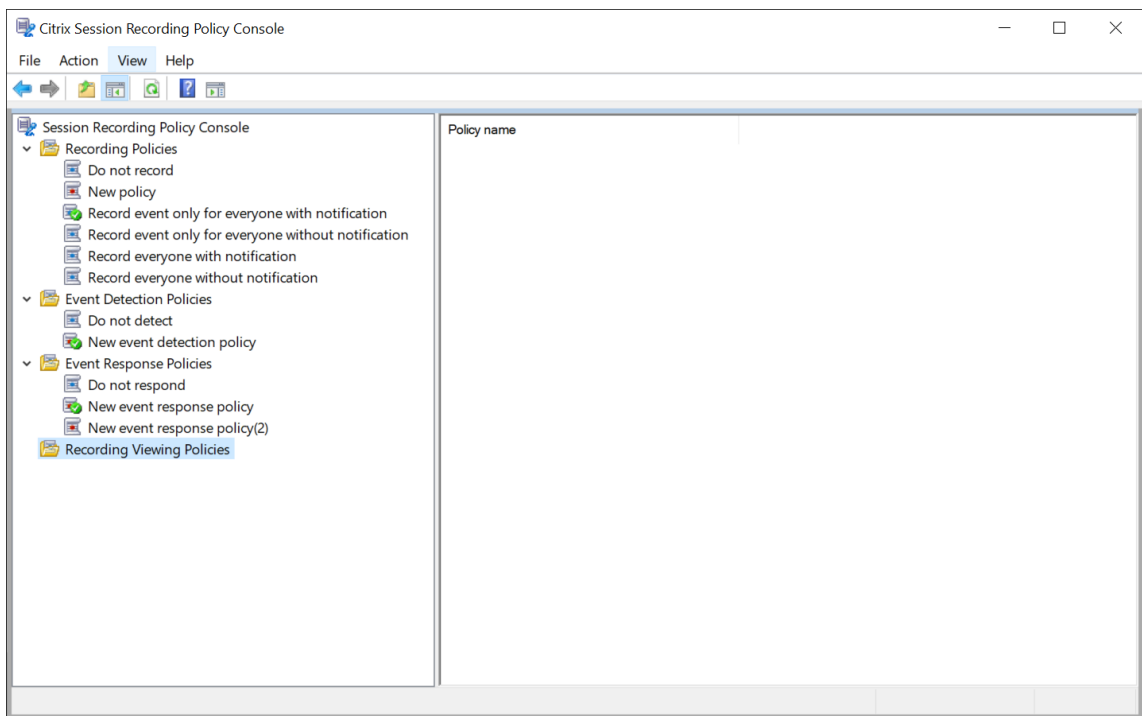 Citrix Session Recording Policy Console
File Action View Help
Session Recording Policy Console
Policy name
Recording Policies
Do not record
New policy
Record event only for everyone with notification
Record event only for everyone without notification
Record everyone with notification
Record everyone without notification
Event Detection Policies
Do not detect
New event detection policy
Event Response Policies
Do not respond
New event response policy
New event response policy(2)
Recording Viewing Policies